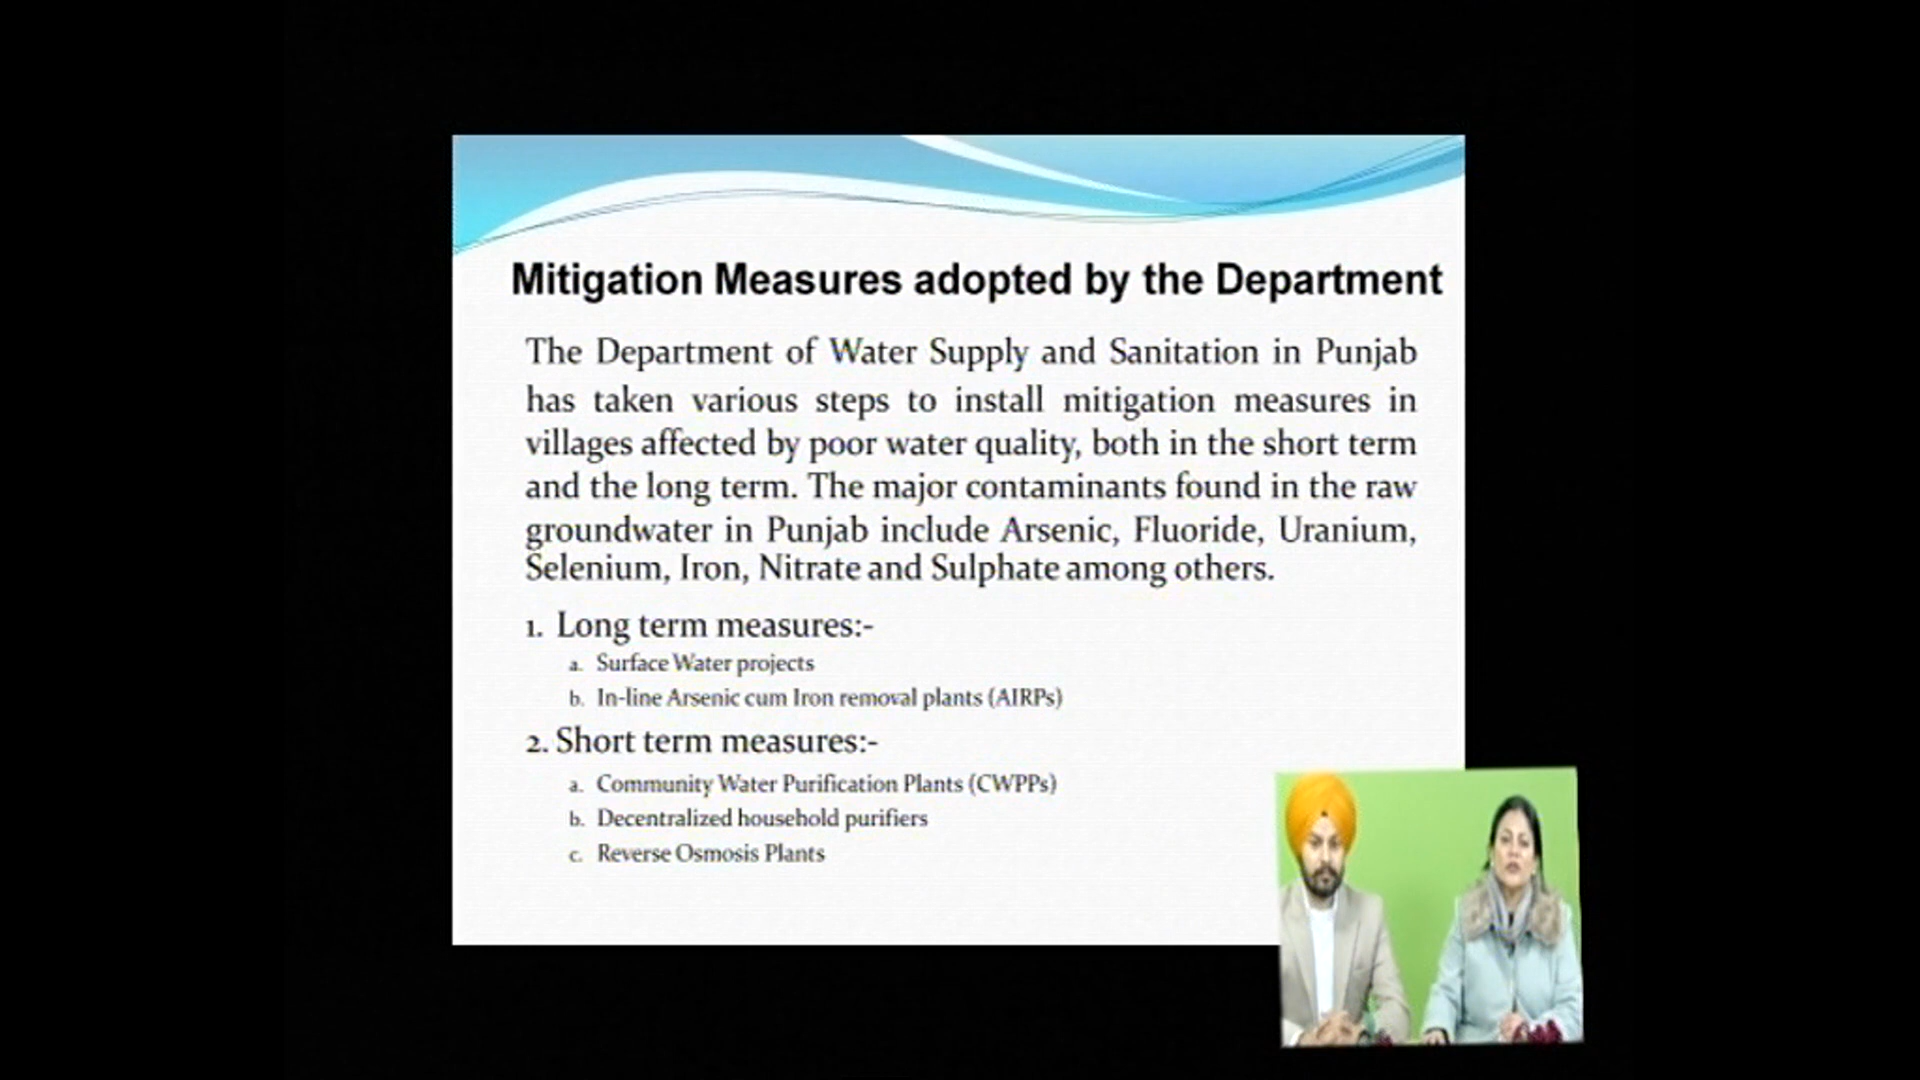 Mitigation Measures adopted by the Department
The Department of Water Supply and Sanitation in Punjab
has taken various steps to install mitigation measures in
villages affected by poor water quality, both in the short term
and the long term. The major contaminants found in the raw
groundwater in Punjab include Arsenic, Fluoride, Uranium,
Selenium, Iron, Nitrate and Sulphate among others.
1. Long term measures:-
a. Surface Water projects
b. In-line Arsenic cum Iron removal plants (AIRPs)
2. Short term measures:-
a. Community Water Purification Plants (CWPPs)
b. Decentralized household purifiers
c. Reverse Osmosis Plants